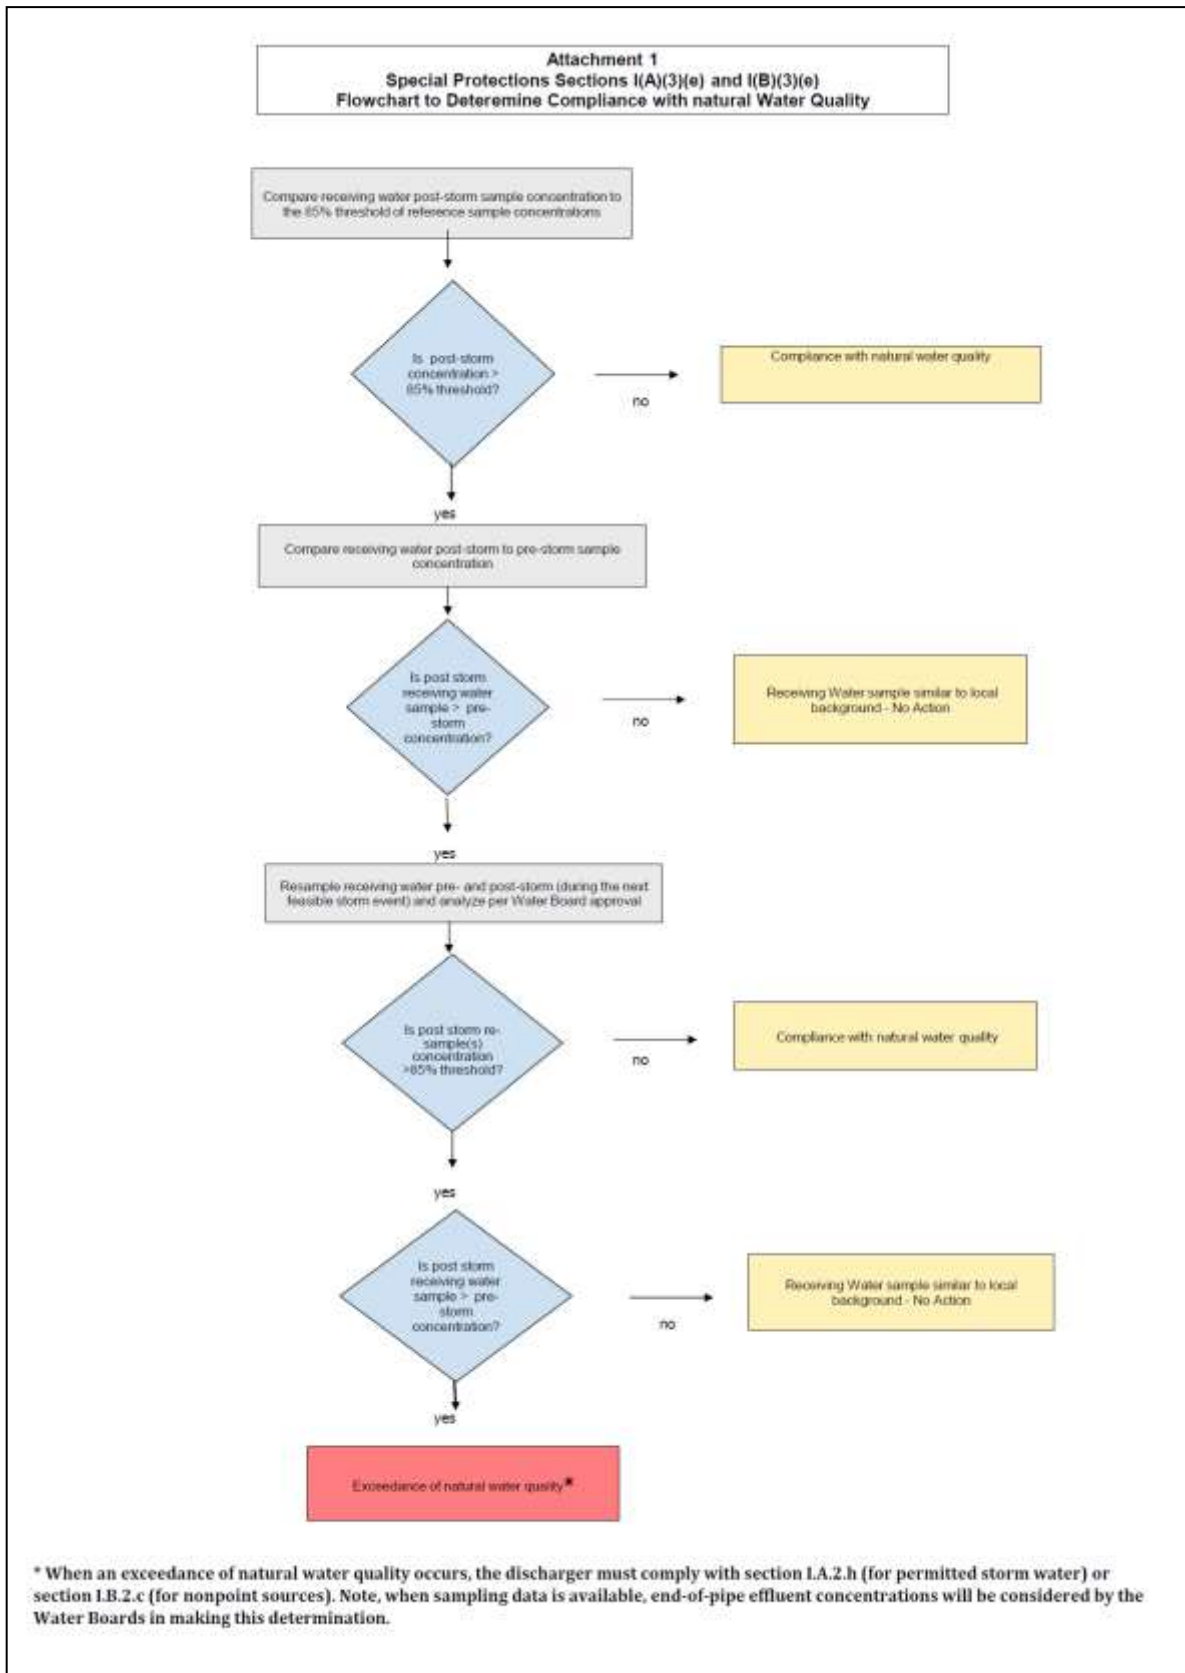 Attachment 1
Special Protections Sections I(A)(3)(e) and I(B)(3)(e)
Flowchart to Deteremine Compliance with natural Water Quality
Compare receiving water post-storm sample concentration to
the 85% threshold of reference sample concentrations
Is post-storm
concentration >
85% threshold?
no
Compliance with natural water quality
yes
Compare receiving water post-storm to pre-storm sample
concentration
Is post storm
receiving water
sample > pre-
storm
concentration?
no
Receiving Water sample similar to local
background - No Action
yes
Resample receiving water pre- and post-storm (during the next
feasible storm event) and analyze per Water Board approval
Is post storm re-
sample(s)
concentration
>85% threshold?
no
Compliance with natural water quality
yes
Is post storm
receiving water
sample > pre-
storm
concentration?
no
Receiving Water sample similar to local
background - No Action
yes
Exceedance of natural water quality*
* When an exceedance of natural water quality occurs, the discharger must comply with section I.A.2.h (for permitted storm water) or
section I.B.2.c (for nonpoint sources). Note, when sampling data is available, end-of-pipe effluent concentrations will be considered by the
Water Boards in making this determination.